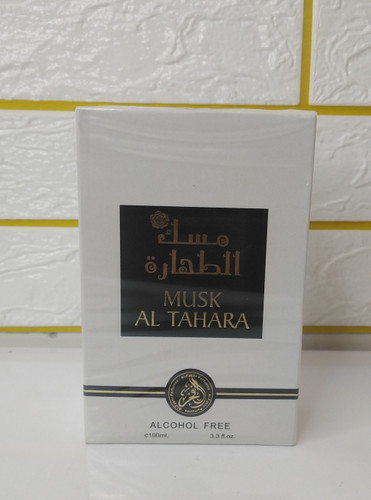 مسك
الطهارة
MUSK
AL TAHARA
ALCOHOL FREE
℮100ml. 3.3 fl.oz.